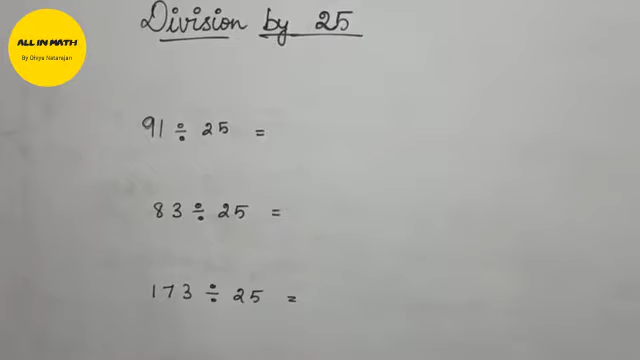 ALL IN MATH
By Divya Natarajan
Division by 25
91 ÷ 25 =
83 ÷ 25 =
173 ÷ 25 =